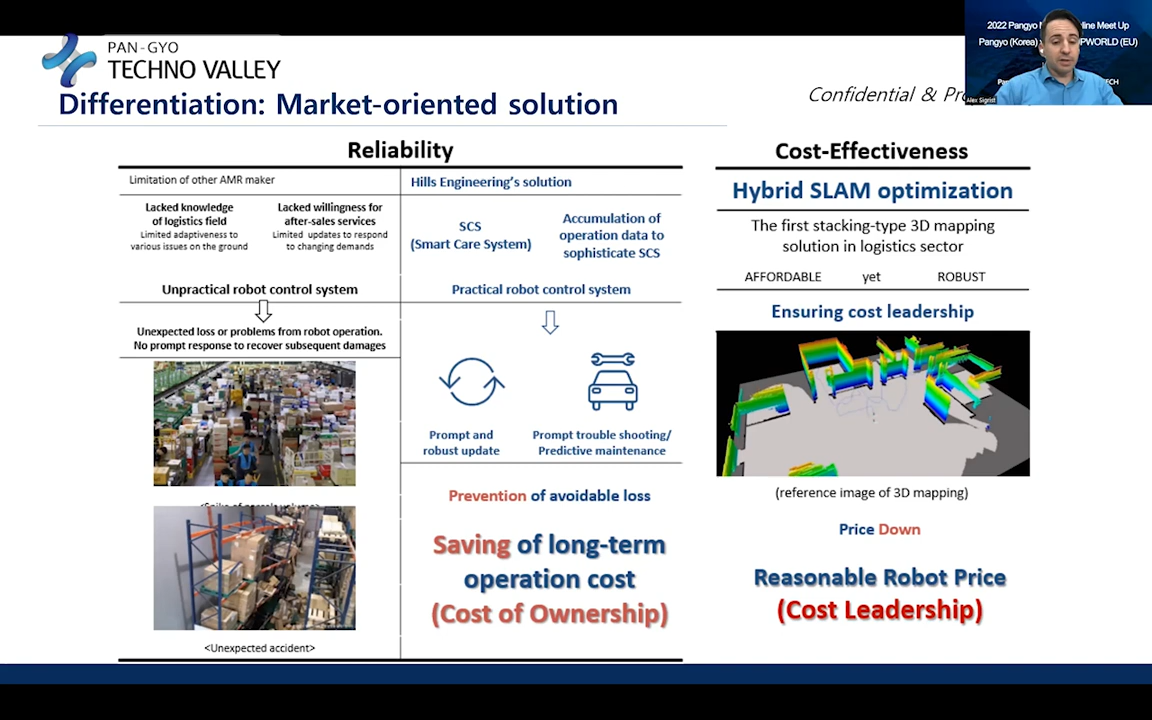 PAN-GYO
TECHNO VALLEY
2022 Pangyo
line Meet Up
Pangyo (Korea)
PWORLD (EU)
Alex Sigrist
Differentiation: Market-oriented solution
Confidential &
Reliability
Limitation of other AMR maker
Hills Engineering's solution
Lacked knowledge
of logistics field
Limited adaptiveness to
various issues on the ground
Lacked willingness for
after-sales services
Limited updates to respond
to changing demands
SCS
(Smart Care System)
Accumulation of
operation data to
sophisticate SCS
Unpractical robot control system
Practical robot control system
Unexpected loss or problems from robot operation.
No prompt response to recover subsequent damages
Prompt and
robust update
Prompt trouble shooting/
Predictive maintenance
Prevention of avoidable loss
Saving of long-term
operation cost
(Cost of Ownership)
<Unexpected accident>
Cost-Effectiveness
Hybrid SLAM optimization
The first stacking-type 3D mapping
solution in logistics sector
AFFORDABLE yet ROBUST
Ensuring cost leadership
(reference image of 3D mapping)
Price Down
Reasonable Robot Price
(Cost Leadership)